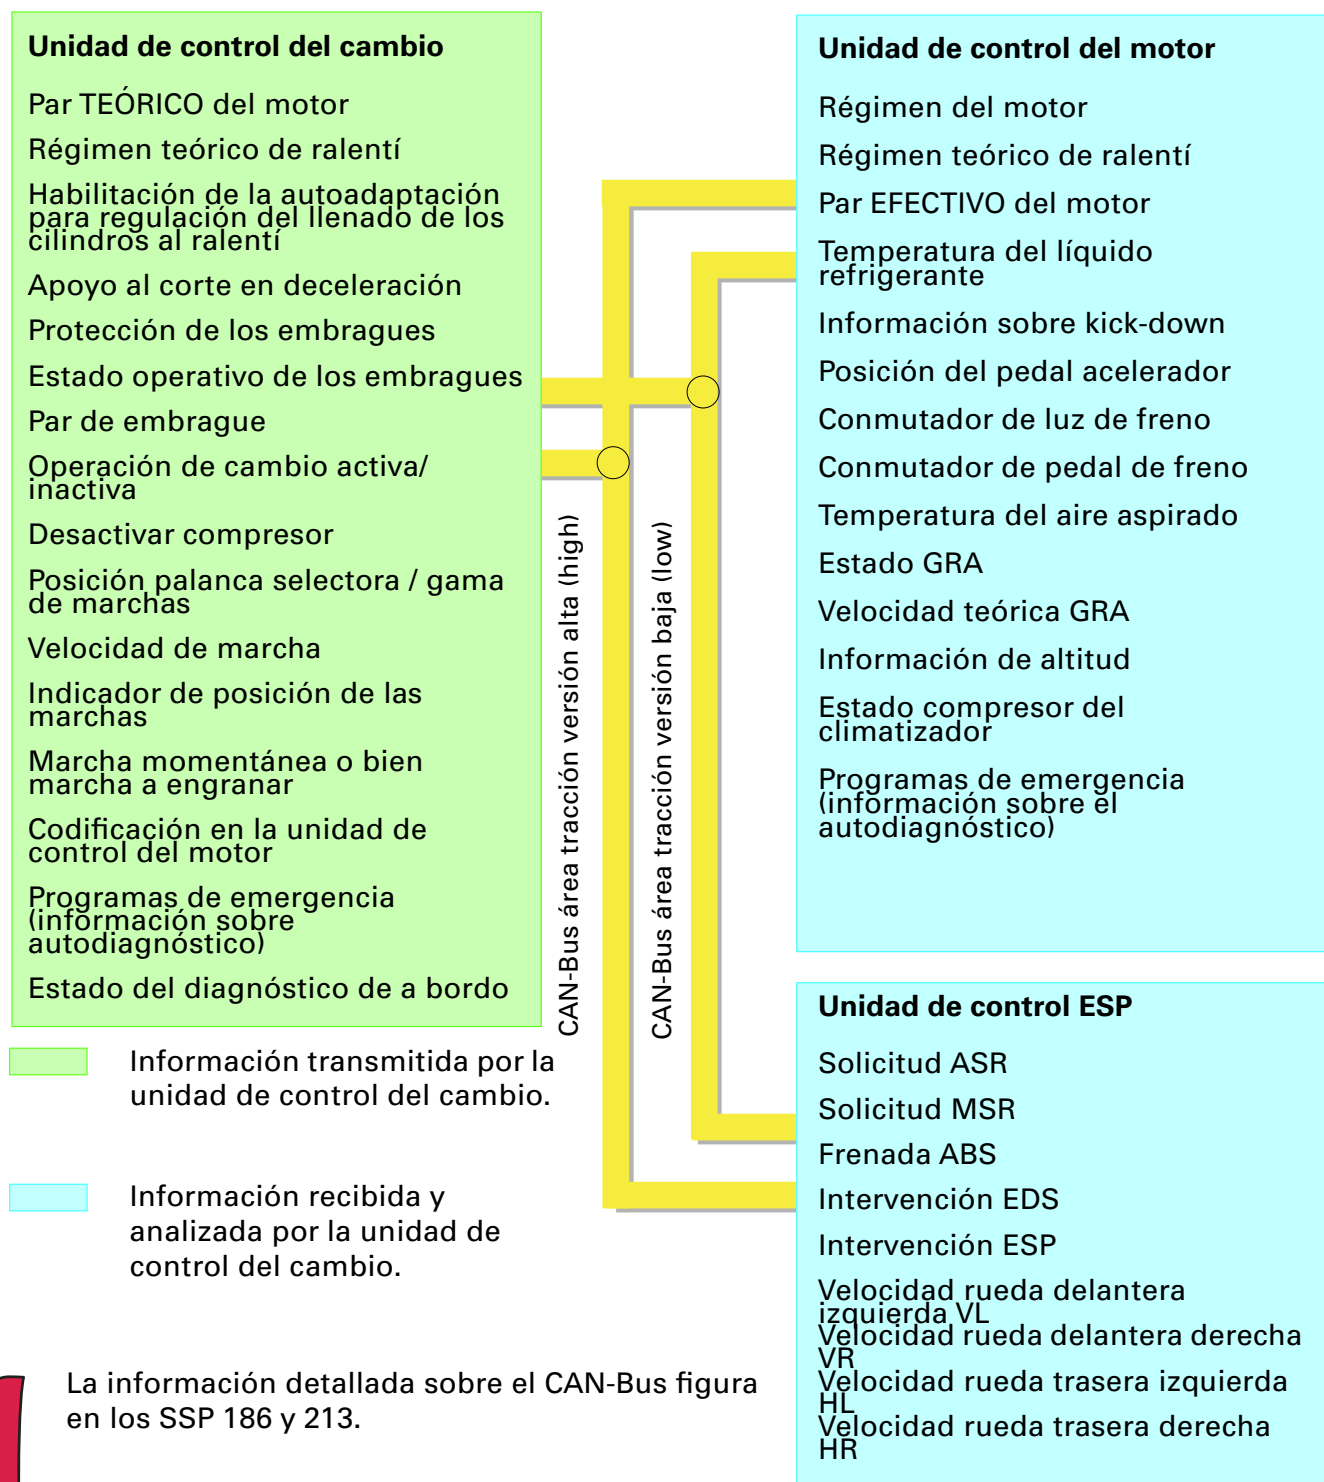 Unidad de control del cambio
Par TEÓRICO del motor
Régimen teórico de ralentí
Habilitación de la autoadaptación
para regulación del llenado de los
cilindros al ralentí
Apoyo al corte en deceleración
Protección de los embragues
Estado operativo de los embragues
Par de embrague
Operación de cambio activa/
inactiva
Desactivar compresor
Posición palanca selectora / gama
de marchas
Velocidad de marcha
Indicador de posición de las
marchas
Marcha momentánea o bien
marcha a engranar
Codificación en la unidad de
control del motor
Programas de emergencia
(información sobre
autodiagnóstico)
Estado del diagnóstico de a bordo
CAN-Bus área tracción versión alta (high)
CAN-Bus área tracción versión baja (low)
Unidad de control del motor
Régimen del motor
Régimen teórico de ralentí
Par EFECTIVO del motor
Temperatura del líquido
refrigerante
Información sobre kick-down
Posición del pedal acelerador
Conmutador de luz de freno
Conmutador de pedal de freno
Temperatura del aire aspirado
Estado GRA
Velocidad teórica GRA
Información de altitud
Estado compresor del
climatizador
Programas de emergencia
(información sobre el
autodiagnóstico)
Unidad de control ESP
Solicitud ASR
Solicitud MSR
Frenada ABS
Intervención EDS
Intervención ESP
Velocidad rueda delantera
izquierda VL
Velocidad rueda delantera derecha
VR
Velocidad rueda trasera izquierda
HL
Velocidad rueda trasera derecha
HR
Información transmitida por la
unidad de control del cambio.
Información recibida y
analizada por la unidad de
control del cambio.
La información detallada sobre el CAN-Bus figura
en los SSP 186 y 213.